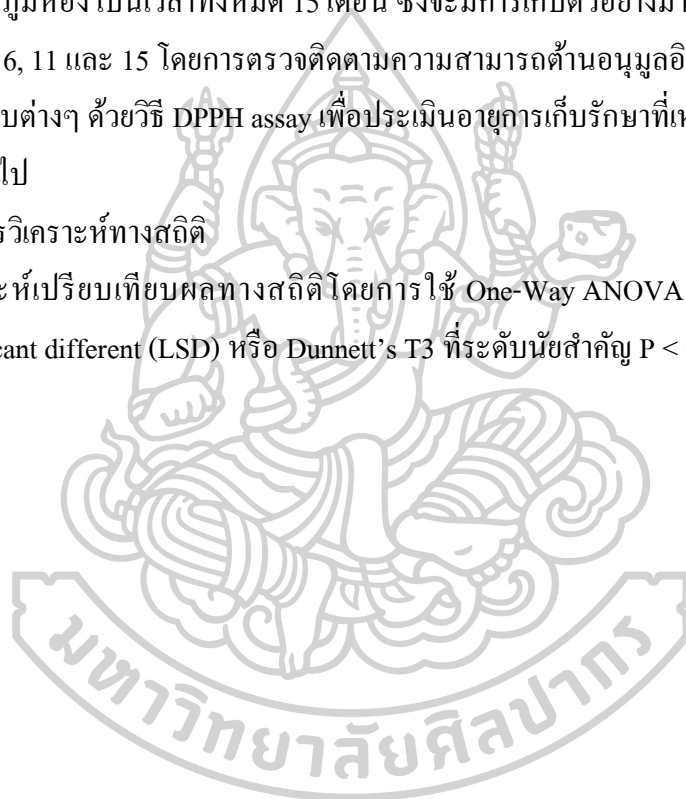 ภูมิห้อง เป็นเวลาทั้งหมด 15 เดือน ซึ่งจะมีการเก็บตัวอย่างมา
6, 11 และ 15 โดยการตรวจติดตามความสามารถต้านอนุมูลอิ
บต่างๆ ด้วยวิธี DPPH assay เพื่อประเมินอายุการเก็บรักษาที่เห
ไป
รวิเคราะห์ทางสถิติ
ะห์เปรียบเทียบผลทางสถิติโดยการใช้ One-Way ANOVA
cant different (LSD) หรือ Dunnett's T3 ที่ระดับนัยสำคัญ P <
มหาวิทยาลัยศิลปากร